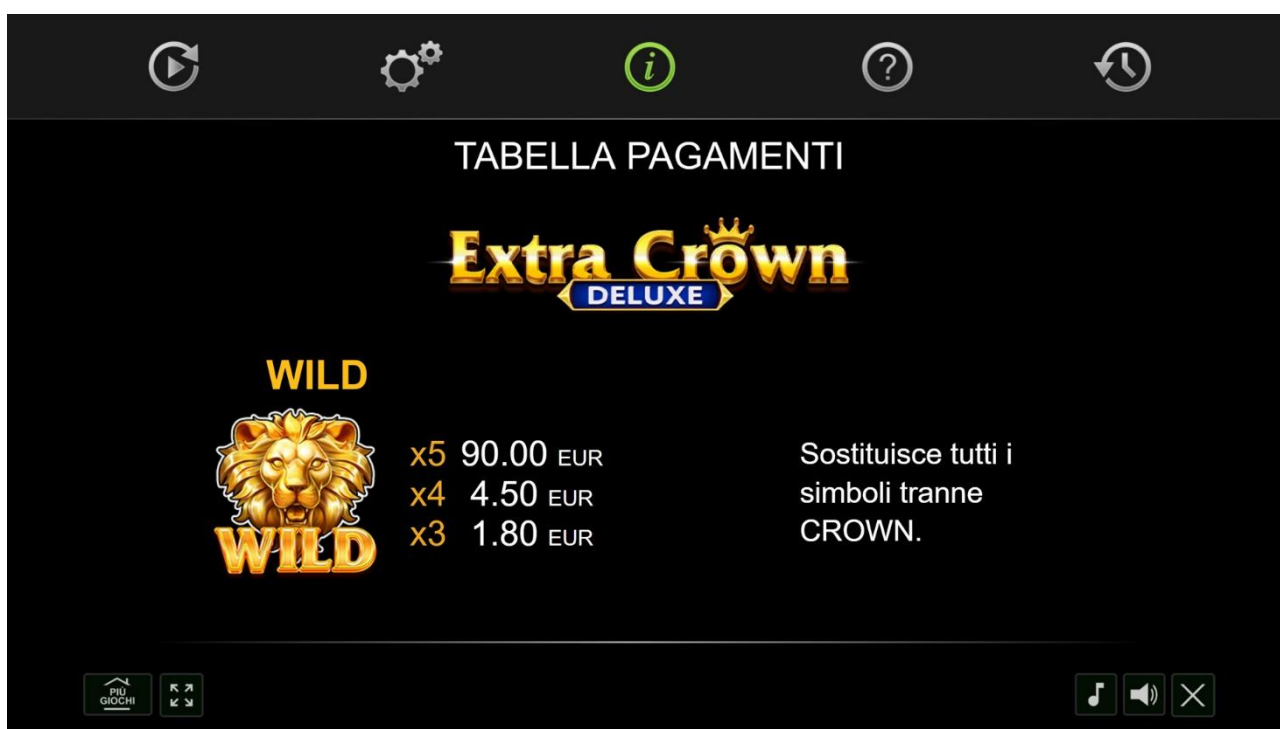 TABELLA PAGAMENTI
Extra Crown
DELUXE
WILD
WILD
x5 90.00 EUR
x4 4.50 EUR
x3 1.80 EUR
Sostituisce tutti i
simboli tranne
CROWN.
PIÙ
GIOCHI